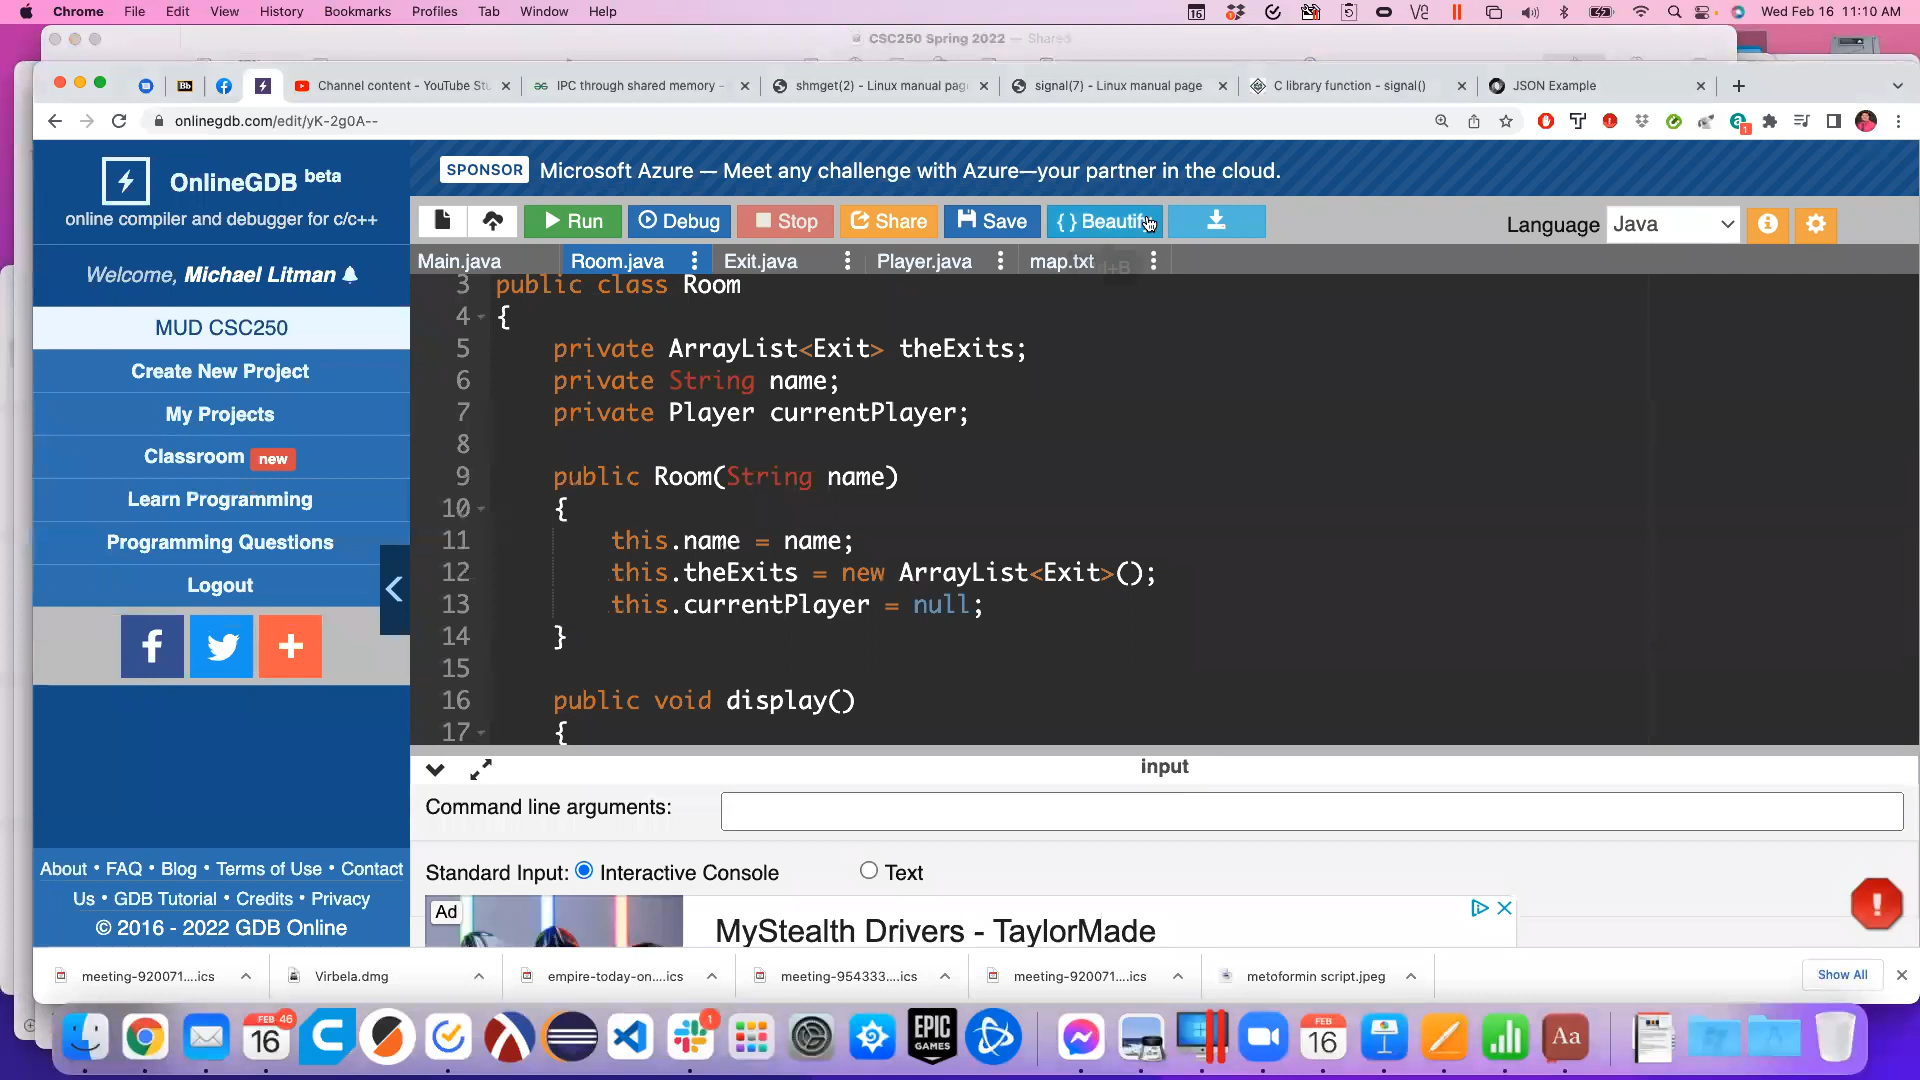 Chrome File Edit View History Bookmarks Profiles Tab Window Help Wed Feb 16 11:10 AM
CSC250 Spring 2022 — Shared
Channel content - YouTube Stu IPC through shared memory - shmget(2) - Linux manual page signal(7) - Linux manual page C library function - signal() JSON Example
onlinegdb.com/edit/yK-2g0A--
OnlineGDB beta
online compiler and debugger for c/c++
Welcome, Michael Litman
MUD CSC250
Create New Project
My Projects
Classroom new
Learn Programming
Programming Questions
Logout
About • FAQ • Blog • Terms of Use • Contact
Us • GDB Tutorial • Credits • Privacy
© 2016 - 2022 GDB Online
SPONSOR Microsoft Azure — Meet any challenge with Azure—your partner in the cloud.
Run Debug Stop Share Save { } Beautify Language Java
Main.java Room.java Exit.java Player.java map.txt
3 public class Room
4 {
5 private ArrayList<Exit> theExits;
6 private String name;
7 private Player currentPlayer;
8
9 public Room(String name)
10 {
11 this.name = name;
12 this.theExits = new ArrayList<Exit>();
13 this.currentPlayer = null;
14 }
15
16 public void display()
17 {
input
Command line arguments:
Standard Input: Interactive Console Text
Ad
MyStealth Drivers - TaylorMade
meeting-920071....ics Virbela.dmg empire-today-on....ics meeting-954333....ics meeting-920071....ics metoformin script.jpeg Show All
FEB 46
16
1
EPIC
GAMES
FEB
16
Aa